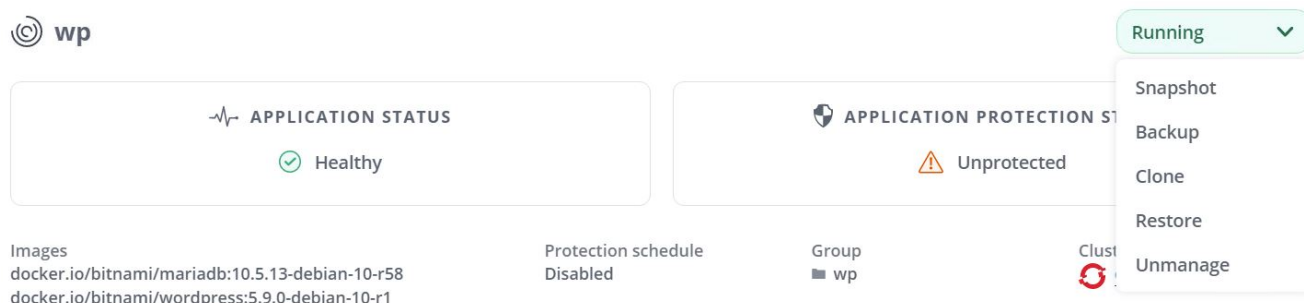 wp
Running
Snapshot
Backup
Clone
Restore
Unmanage
APPLICATION STATUS
Healthy
APPLICATION PROTECTION
Unprotected
Images
docker.io/bitnami/mariadb:10.5.13-debian-10-r58
docker.io/bitnami/wordpress:5.9.0-debian-10-r1
Protection schedule
Disabled
Group
wp
Clust